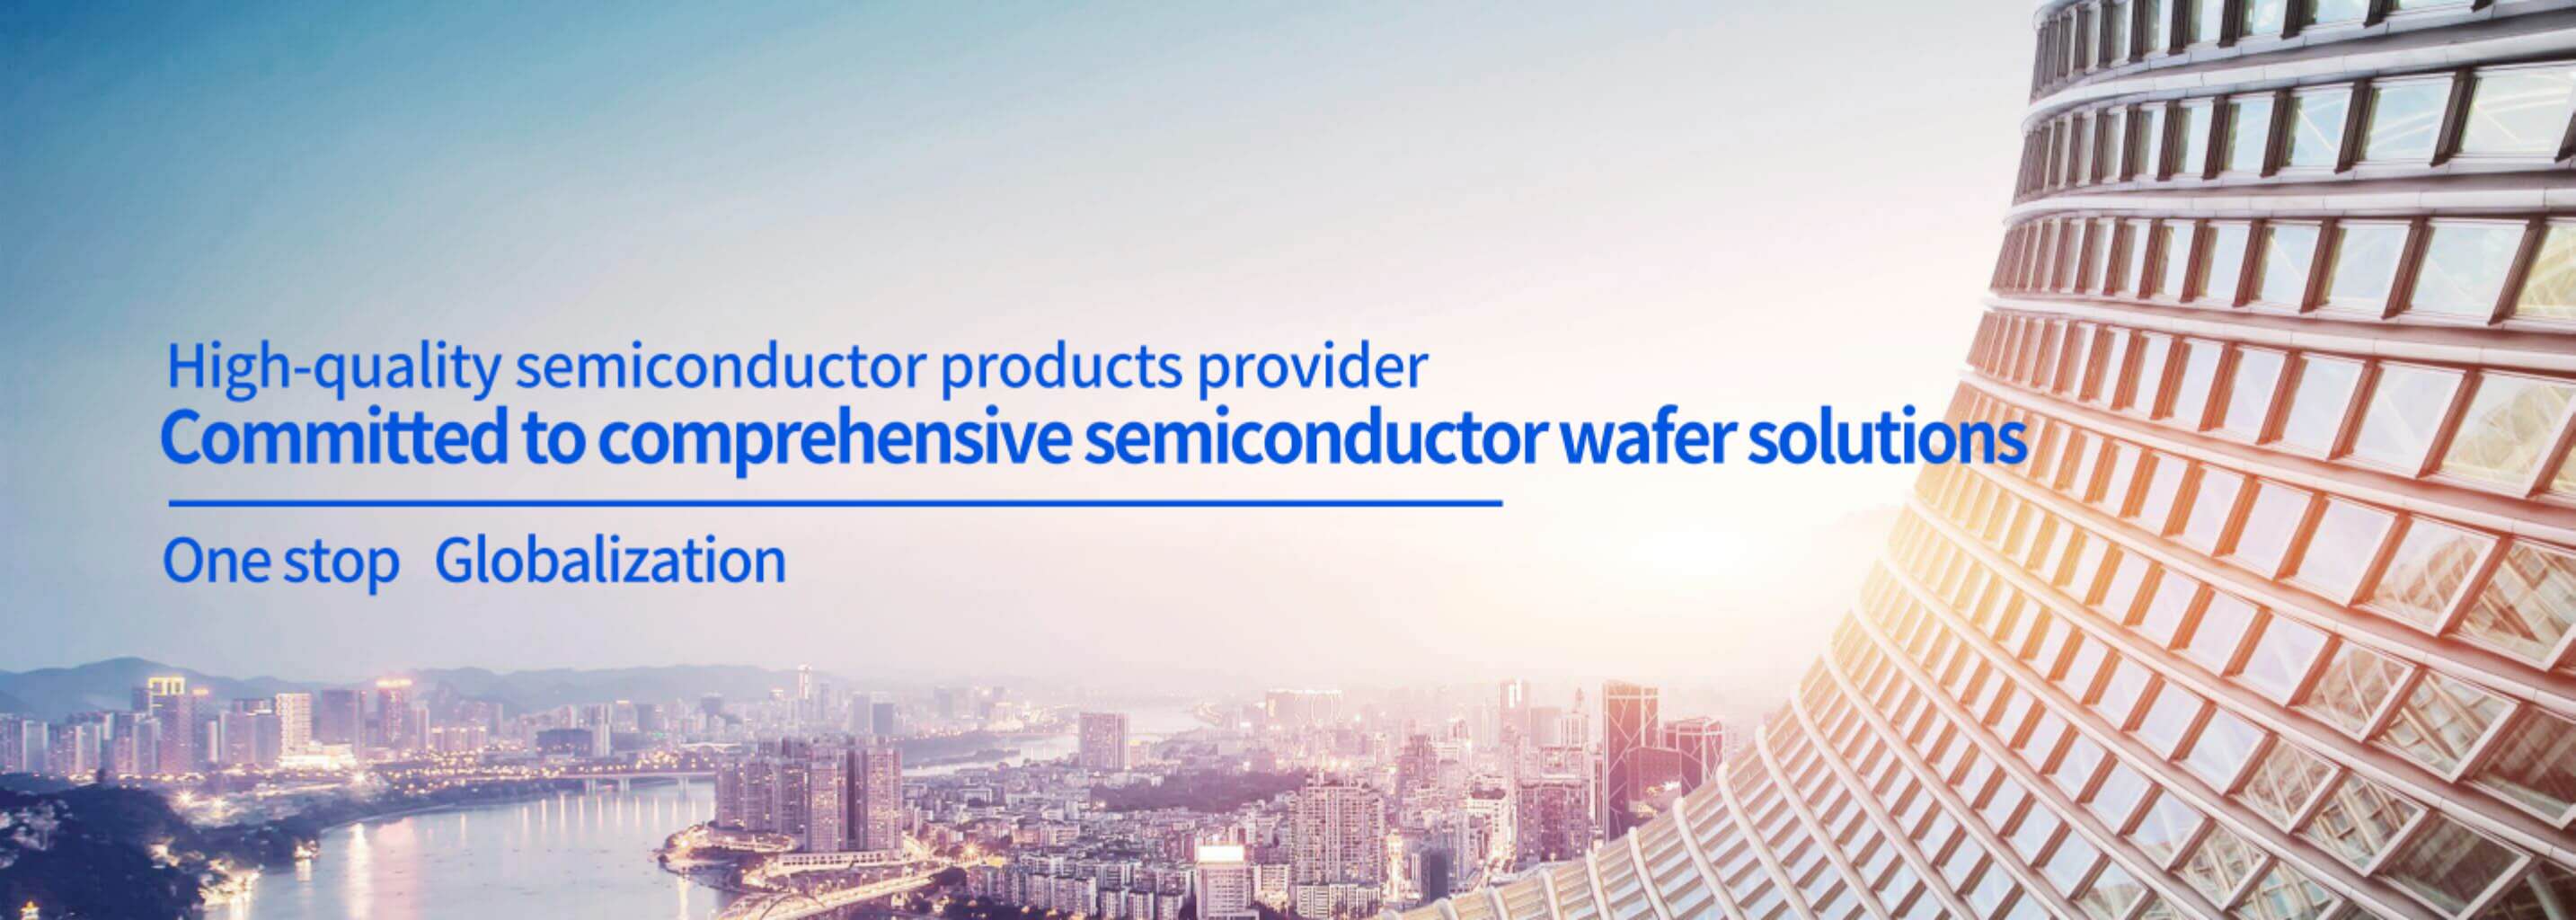 High-quality semiconductor products provider
Committed to comprehensive semiconductor wafer solutions
One stop Globalization